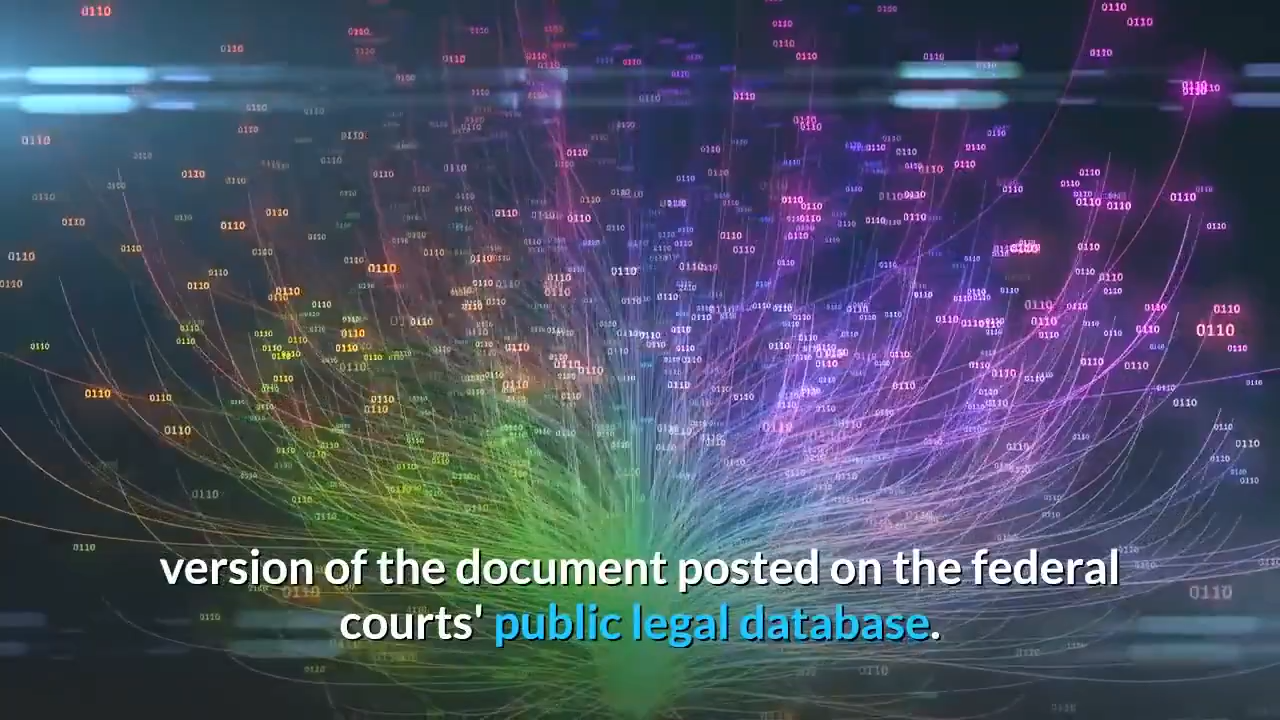 version of the document posted on the federal
courts' public legal database.